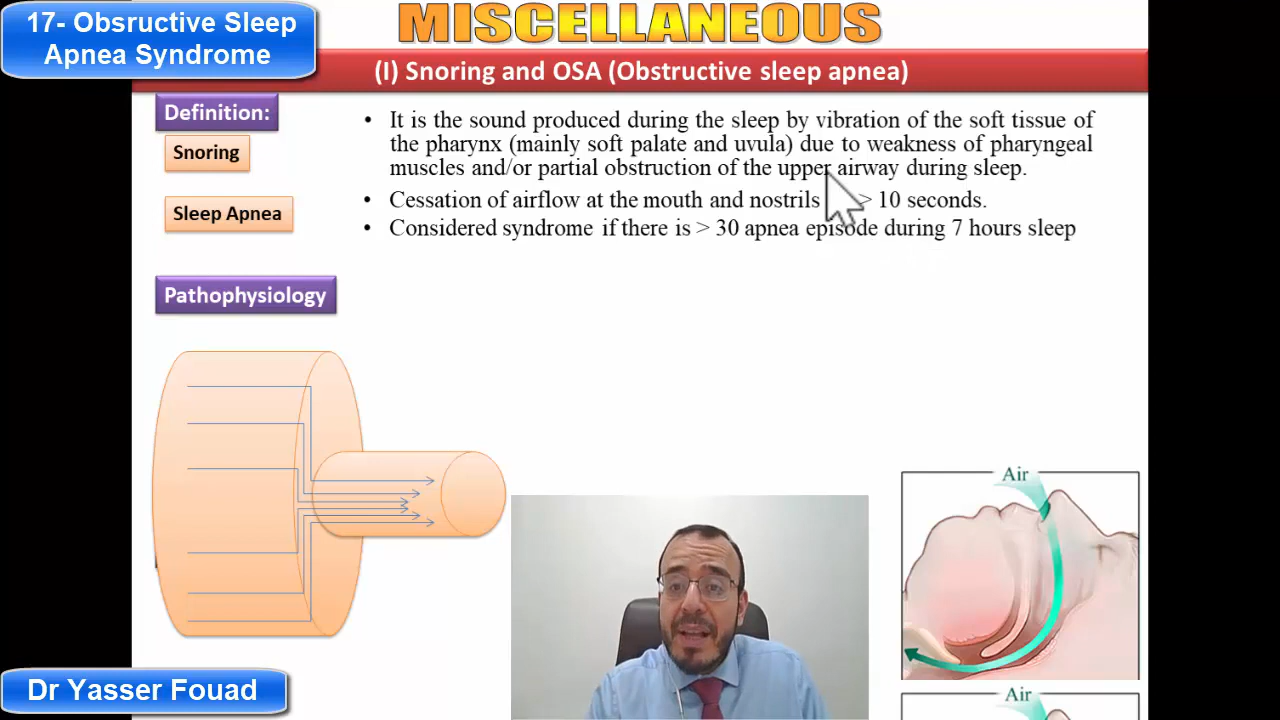 17- Obsructive Sleep
Apnea Syndrome
MISCELLANEOUS
(I) Snoring and OSA (Obstructive sleep apnea)
Definition:
Snoring
• It is the sound produced during the sleep by vibration of the soft tissue of
the pharynx (mainly soft palate and uvula) due to weakness of pharyngeal
muscles and/or partial obstruction of the upper airway during sleep.
Sleep Apnea
• Cessation of airflow at the mouth and nostrils > 10 seconds.
• Considered syndrome if there is > 30 apnea episode during 7 hours sleep
Pathophysiology
Air
Air
Dr Yasser Fouad